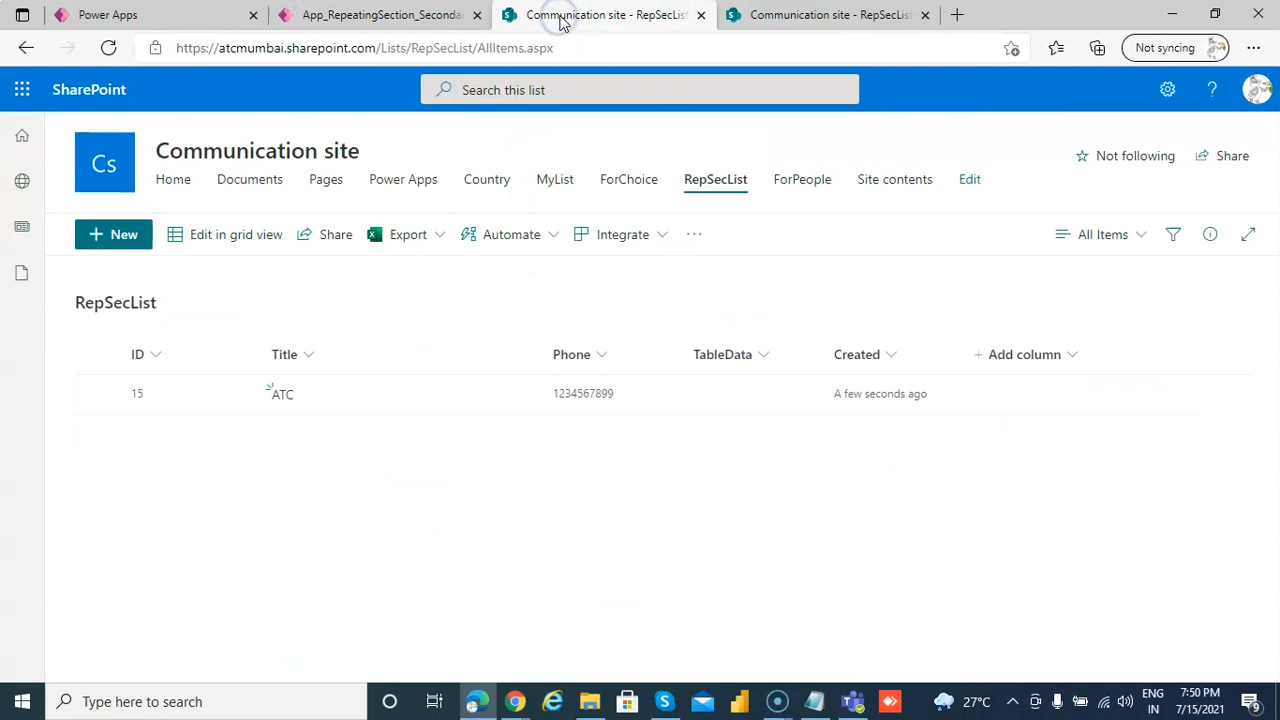 Power Apps
App_RepeatingSection_Seconda
Communication site - RepSecList
Communication site - RepSecList
https://atcmumbai.sharepoint.com/Lists/RepSecList/AllItems.aspx
Not syncing
SharePoint
Search this list
Cs
Communication site
Not following
Share
Home
Documents
Pages
Power Apps
Country
MyList
ForChoice
RepSecList
ForPeople
Site contents
Edit
+ New
Edit in grid view
Share
Export
Automate
Integrate
...
All Items
RepSecList
ID
Title
Phone
TableData
Created
+ Add column
15
ATC
1234567899
A few seconds ago
Type here to search
27°C
ENG
IN
7:50 PM
7/15/2021
9